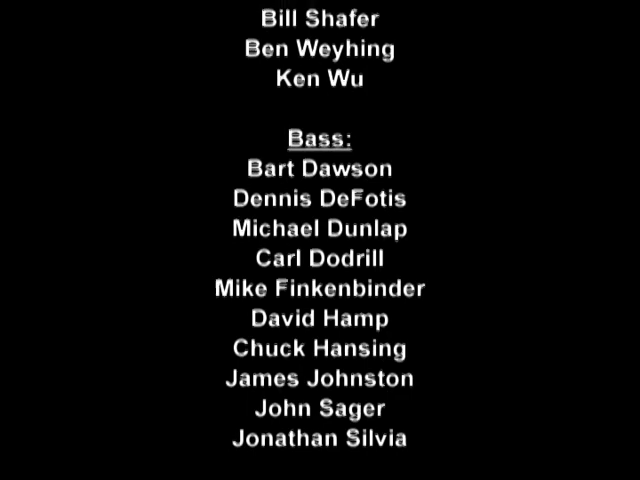 Bill Shafer
Ben Weyhing
Ken Wu
Bass:
Bart Dawson
Dennis DeFotis
Michael Dunlap
Carl Dodrill
Mike Finkenbinder
David Hamp
Chuck Hansing
James Johnston
John Sager
Jonathan Silvia